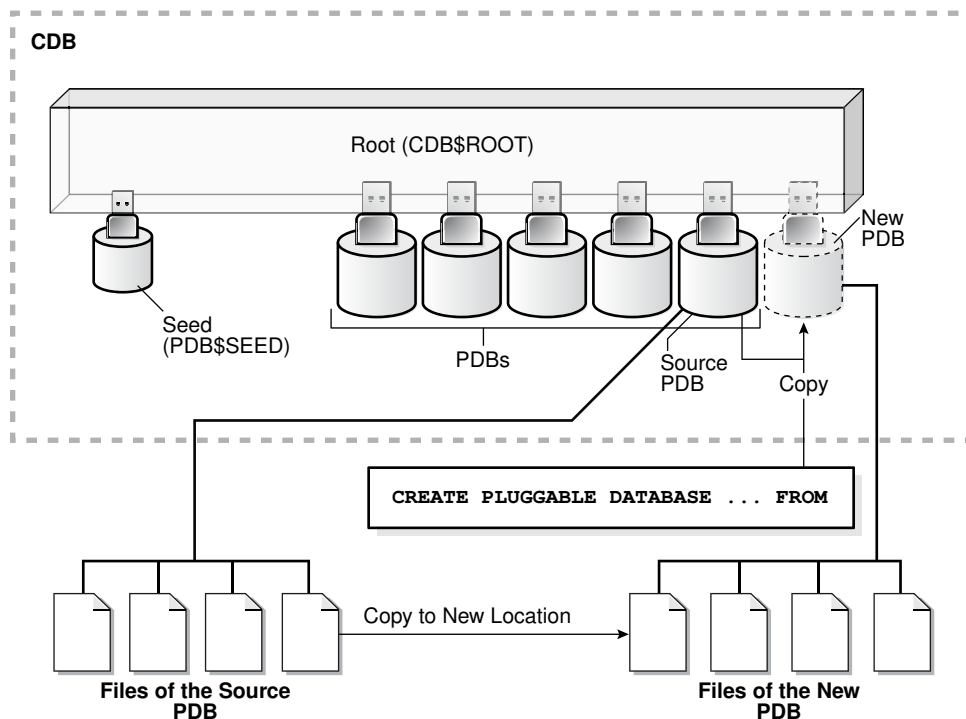 CDB
Root (CDB$ROOT)
New
PDB
Seed
(PDB$SEED)
PDBs
Source
PDB
Copy
CREATE PLUGGABLE DATABASE ... FROM
Copy to New Location
Files of the Source
PDB
Files of the New
PDB